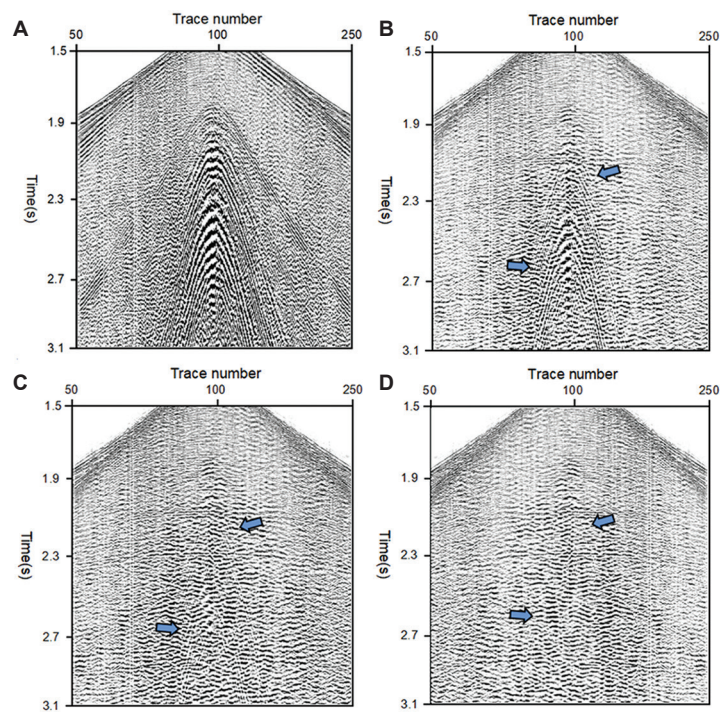 A
Trace number
50 100 250
Time(s)
1.5
1.9
2.3
2.7
3.1
B
Trace number
50 100 250
Time(s)
1.5
1.9
2.3
2.7
3.1
C
Trace number
50 100 250
Time(s)
1.5
1.9
2.3
2.7
3.1
D
Trace number
50 100 250
Time(s)
1.5
1.9
2.3
2.7
3.1